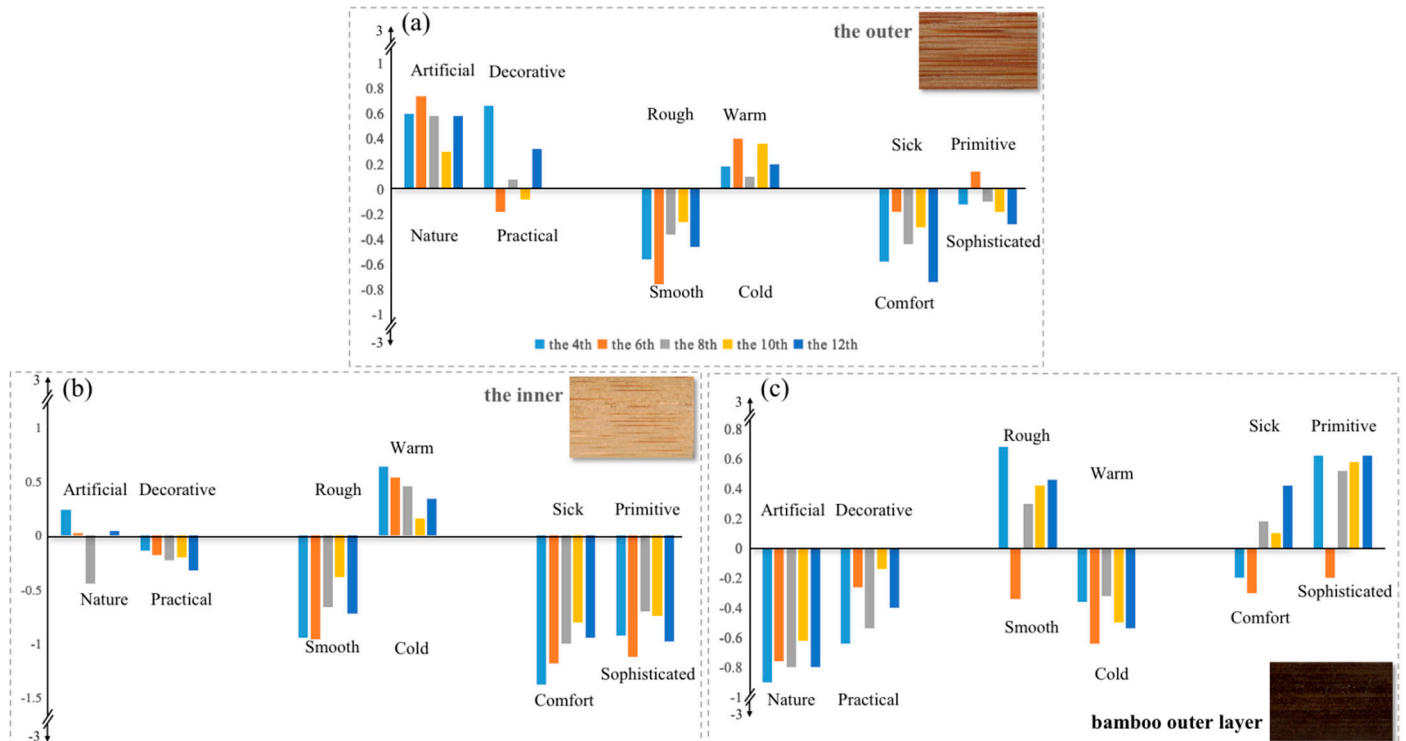 (a)
the outer
3
1
0.8
0.6
0.4
0.2
0
-0.2
-0.4
-0.6
-0.8
-1
-3
Artificial Decorative
Rough Warm
Sick Primitive
Nature Practical
Sophisticated
Smooth Cold
Comfort
the 4th the 6th the 8th the 10th the 12th
(b)
the inner
3
1
0.5
0
-0.5
-1
-1.5
-3
Warm
Artificial Decorative Rough
Sick Primitive
Nature Practical
Smooth Cold
Sophisticated
Comfort
(c)
3
0.8
0.6
0.4
0.2
0
-0.2
-0.4
-0.6
-0.8
-1
-3
Rough
Sick Primitive
Warm
Artificial Decorative
Sophisticated
Smooth
Comfort
Cold
Nature Practical
bamboo outer layer